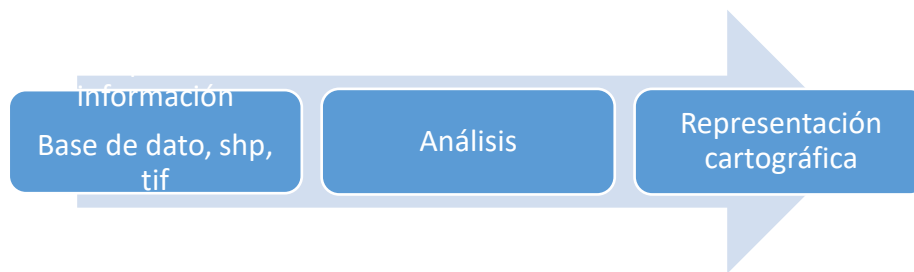 información
Base de dato, shp,
tif
Análisis
Representación
cartográfica